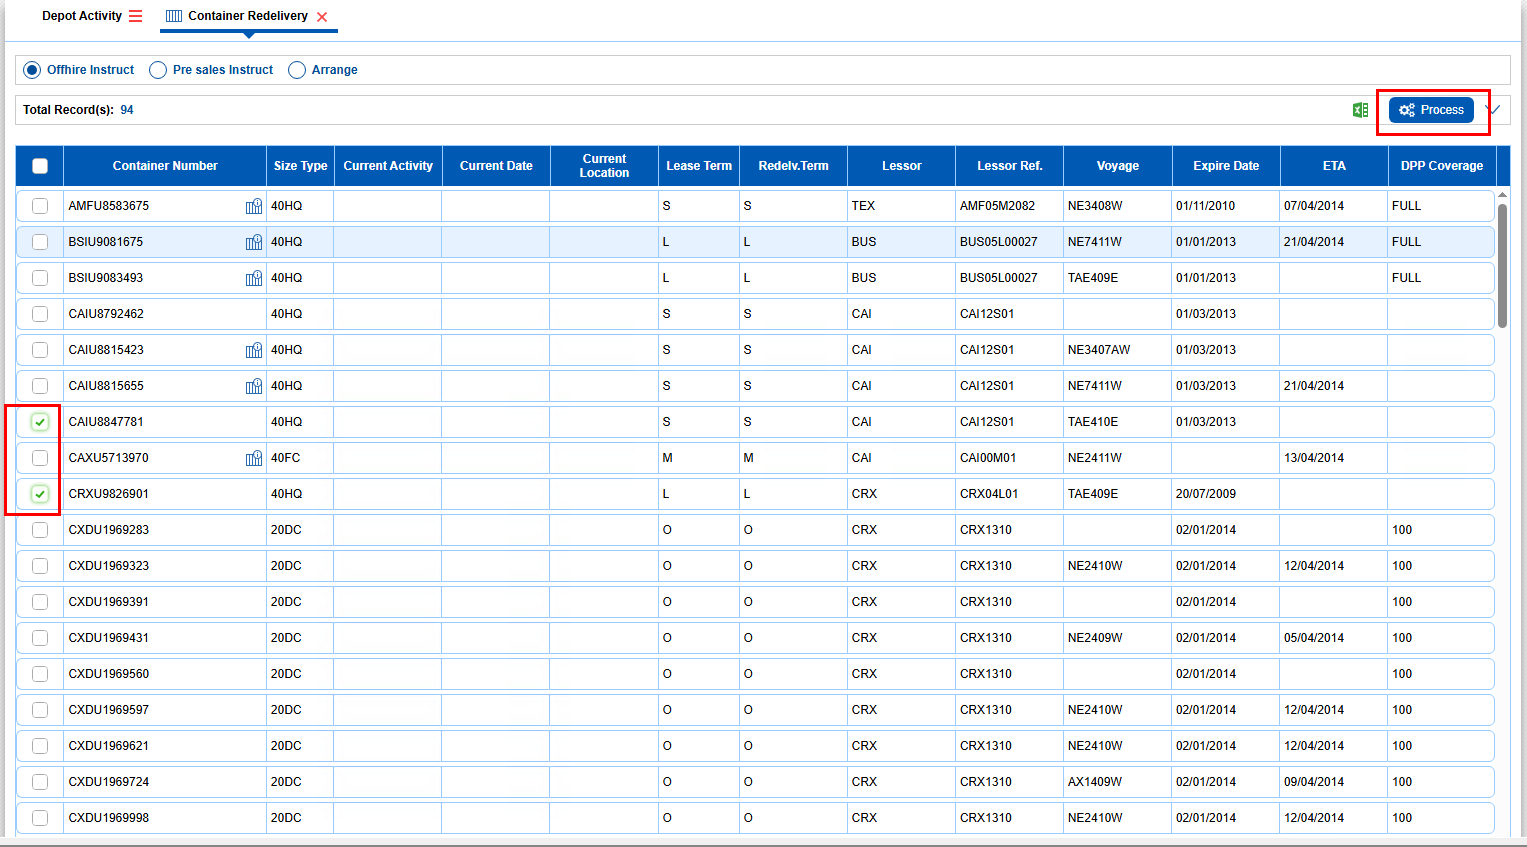 Depot Activity Container Redelivery
Offhire Instruct Pre sales Instruct Arrange
Total Record(s): 94 Process
Container Number Size Type Current Activity Current Date Current Location Lease Term Redelv.Term Lessor Lessor Ref. Voyage Expire Date ETA DPP Coverage
AMFU8583675 40HQ S S TEX AMF05M2082 NE3408W 01/11/2010 07/04/2014 FULL
BSIU9081675 40HQ L L BUS BUS05L00027 NE7411W 01/01/2013 21/04/2014 FULL
BSIU9083493 40HQ L L BUS BUS05L00027 TAE409E 01/01/2013 FULL
CAIU8792462 40HQ S S CAI CAI12S01 01/03/2013
CAIU8815423 40HQ S S CAI CAI12S01 NE3407AW 01/03/2013
CAIU8815655 40HQ S S CAI CAI12S01 NE7411W 01/03/2013 21/04/2014
CAIU8847781 40HQ S S CAI CAI12S01 TAE410E 01/03/2013
CAXU5713970 40FC M M CAI CAI00M01 NE2411W 13/04/2014
CRXU9826901 40HQ L L CRX CRX04L01 TAE409E 20/07/2009
CXDU1969283 20DC O O CRX CRX1310 02/01/2014 100
CXDU1969323 20DC O O CRX CRX1310 NE2410W 02/01/2014 12/04/2014 100
CXDU1969391 20DC O O CRX CRX1310 02/01/2014 100
CXDU1969431 20DC O O CRX CRX1310 NE2409W 02/01/2014 05/04/2014 100
CXDU1969560 20DC O O CRX CRX1310 02/01/2014 100
CXDU1969597 20DC O O CRX CRX1310 NE2410W 02/01/2014 12/04/2014 100
CXDU1969621 20DC O O CRX CRX1310 NE2410W 02/01/2014 12/04/2014 100
CXDU1969724 20DC O O CRX CRX1310 AX1409W 02/01/2014 09/04/2014 100
CXDU1969998 20DC O O CRX CRX1310 NE2410W 02/01/2014 12/04/2014 100